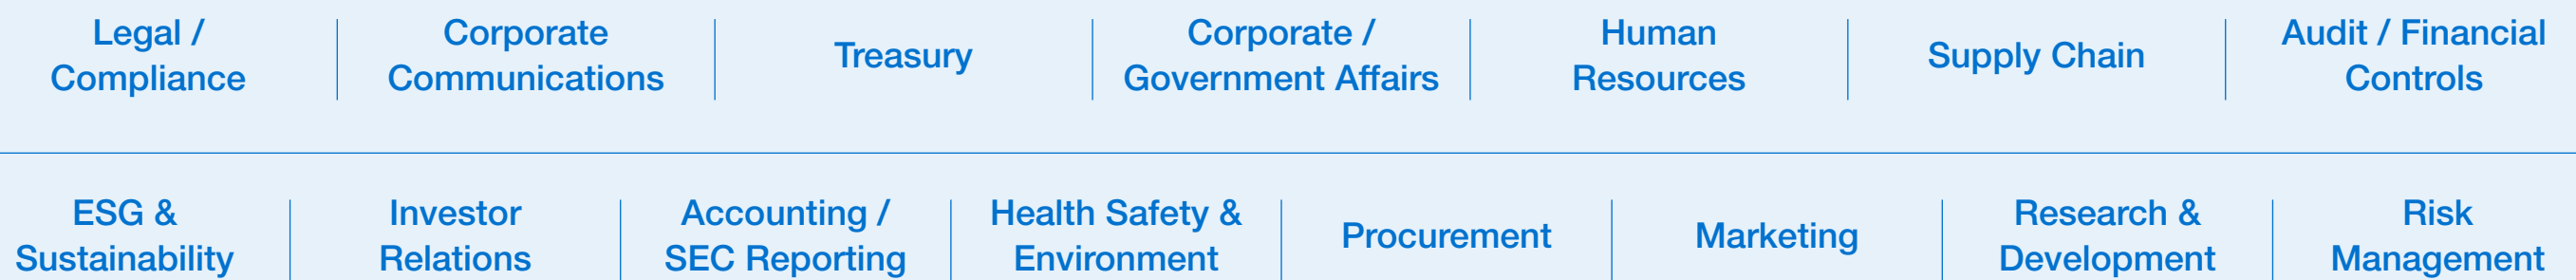 Legal /
Compliance
Corporate
Communications
Treasury
Corporate /
Government Affairs
Human
Resources
Supply Chain
Audit / Financial
Controls
ESG &
Sustainability
Investor
Relations
Accounting /
SEC Reporting
Health Safety &
Environment
Procurement
Marketing
Research &
Development
Risk
Management